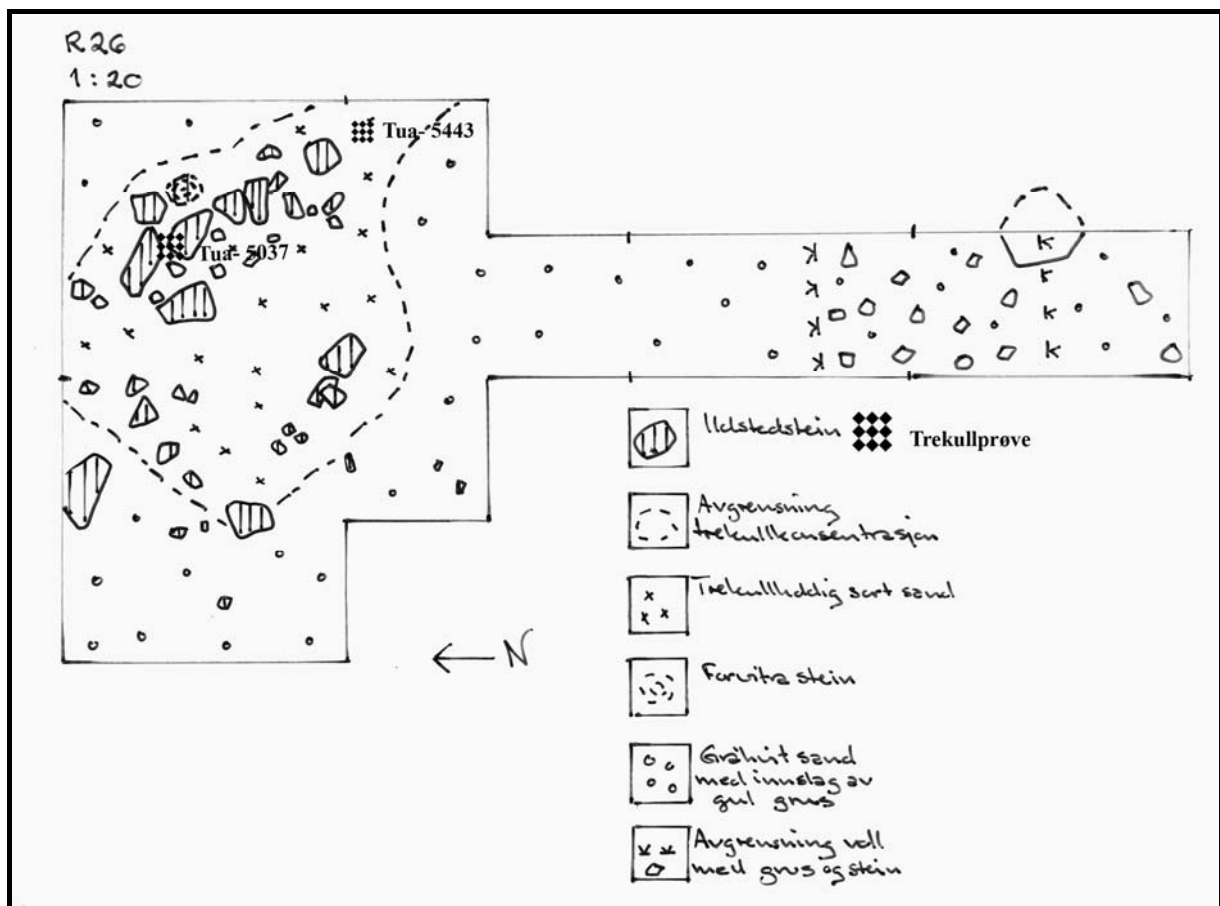 R26
1:20
Tua- 5443
Tua- 5037
N
Ildstedstein
Trekullprøve
Avgrensning
trekullkonsentrasjon
Trekullholdig sort sand
Forvitra stein
Gråhvit sand
med innslag av
gul grus
Avgrensning voll
med grus og stein